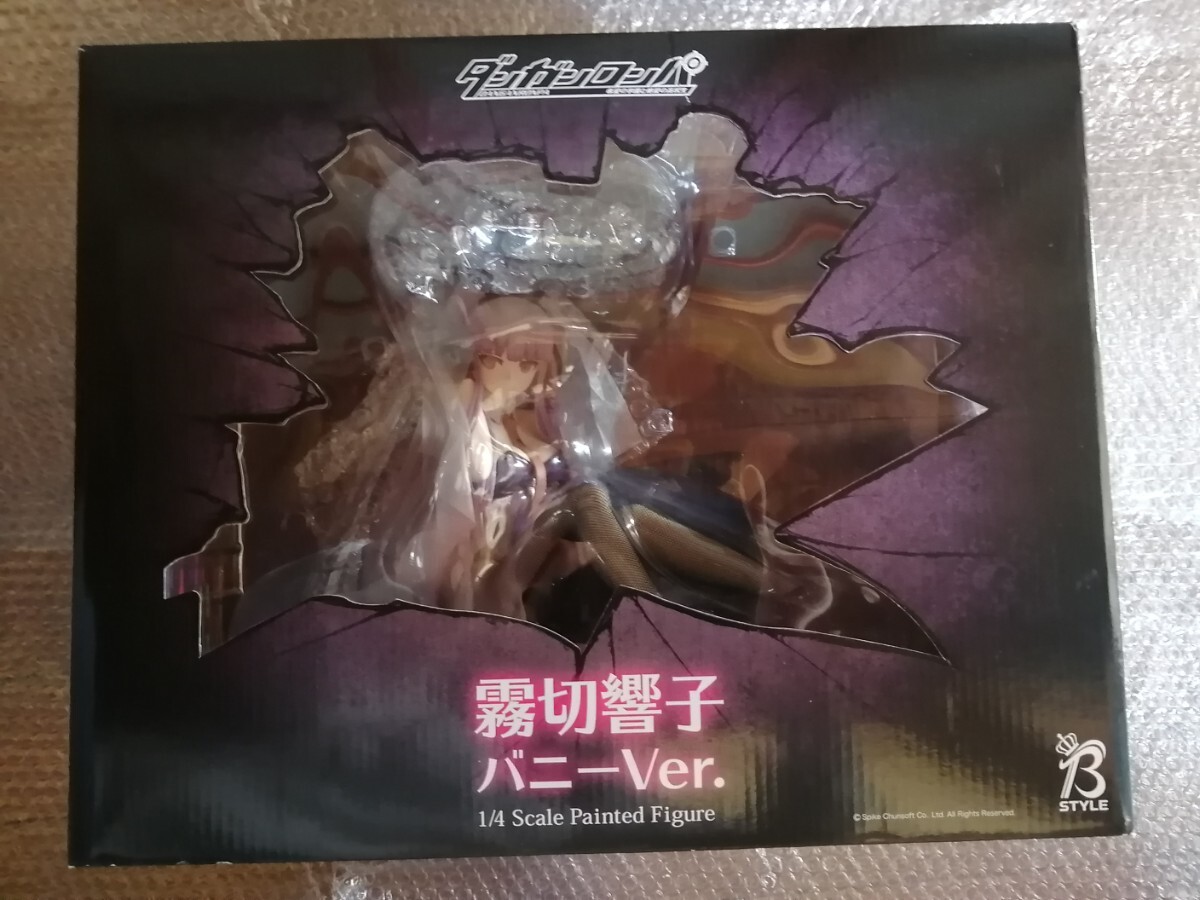 ダンガンロンパ
DANGANRONPA
霧切響子
バニーVer.
1/4 Scale Painted Figure
B
STYLE
© Spike Chunsoft Co., Ltd. All Rights Reserved.